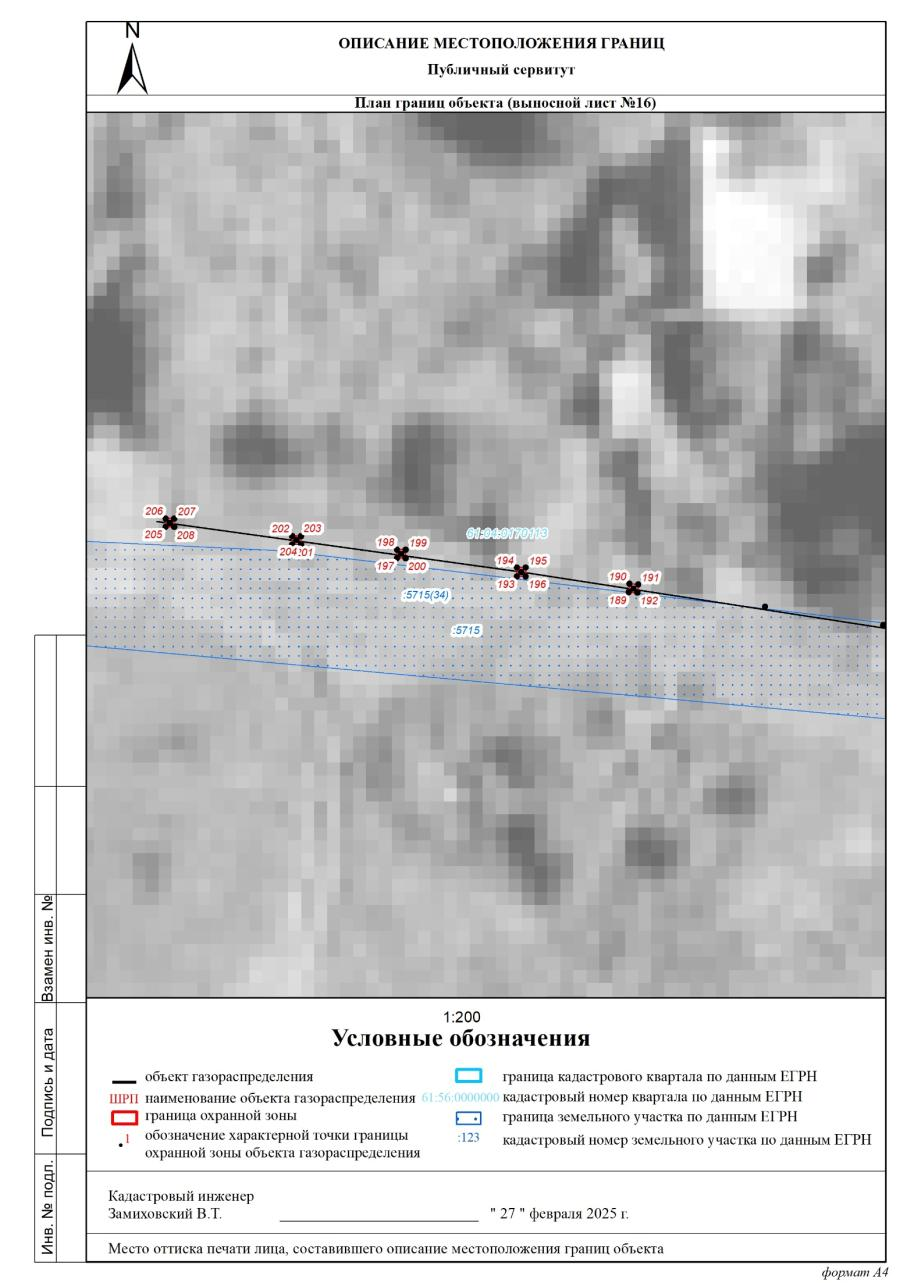 N
ОПИСАНИЕ МЕСТОПОЛОЖЕНИЯ ГРАНИЦ
Публичный сервитут
План границ объекта (выносной лист №16)
206 207
205 208
202 203
204 :01
198 199
197 200
61:04:0170113
194 195
193 196
190 191
189 192
:5715(34)
:5715
1:200
Условные обозначения
объект газораспределения
ШРП наименование объекта газораспределения
граница охранной зоны
1 обозначение характерной точки границы
охранной зоны объекта газораспределения
граница кадастрового квартала по данным ЕГРН
61:56:0000000 кадастровый номер квартала по данным ЕГРН
граница земельного участка по данным ЕГРН
:123 кадастровый номер земельного участка по данным ЕГРН
Кадастровый инженер
Замиховский В.Т. " 27 " февраля 2025 г.
Место оттиска печати лица, составившего описание местоположения границ объекта
Взамен инв. №
Подпись и дата
Инв. № подл.
формат А4